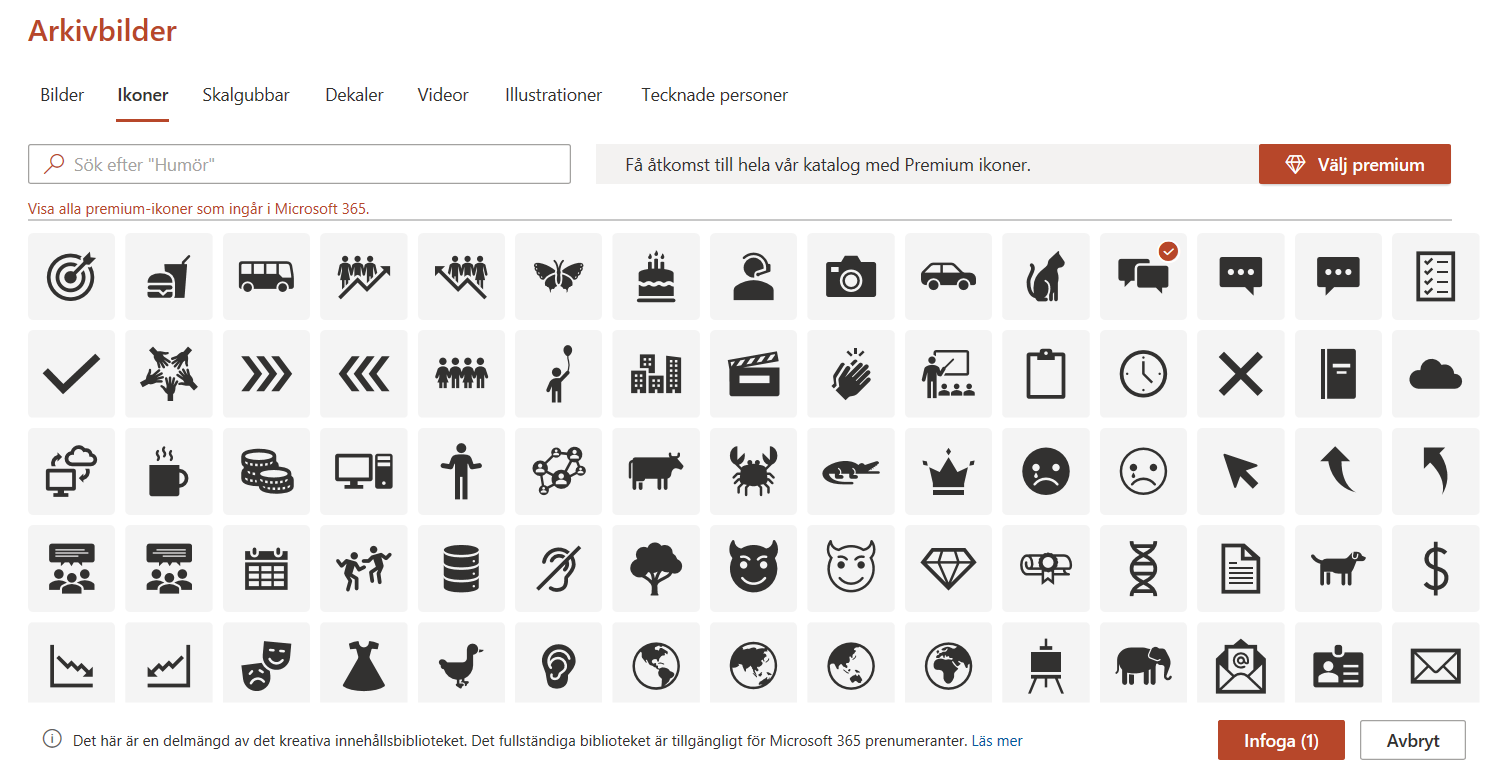 Arkivbilder
Bilder Ikoner Skalgubbar Dekaler Videor Illustrationer Tecknade personer
Sök efter "Humör"
Få åtkomst till hela vår katalog med Premium ikoner. Välj premium
Visa alla premium-ikoner som ingår i Microsoft 365.
Det här är en delmängd av det kreativa innehållsbiblioteket. Det fullständiga biblioteket är tillgängligt för Microsoft 365 prenumeranter. Läs mer
Infoga (1) Avbryt